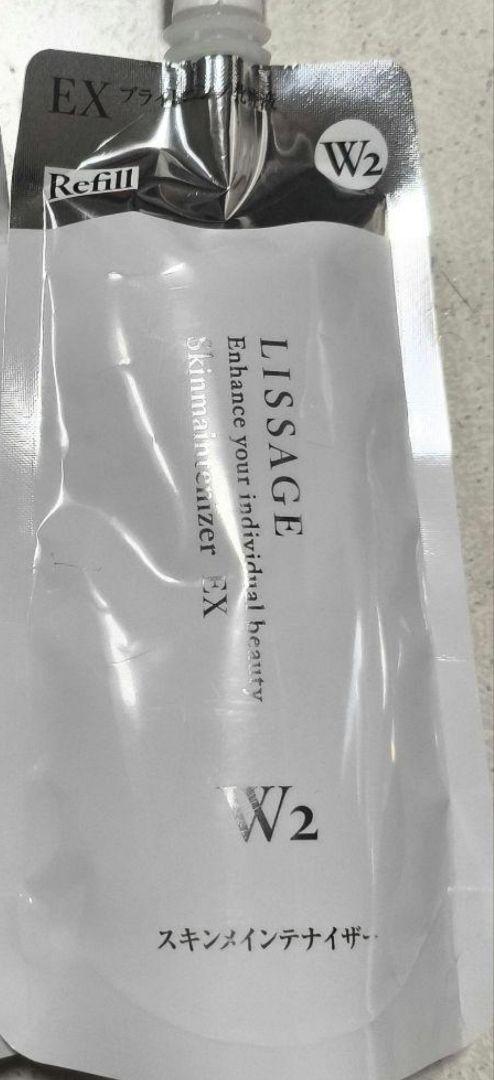 EX
Refill
W2
LISSAGE
Enhance your individual beauty
Skinmaintenizer EX
W2
スキンメインテナイザー